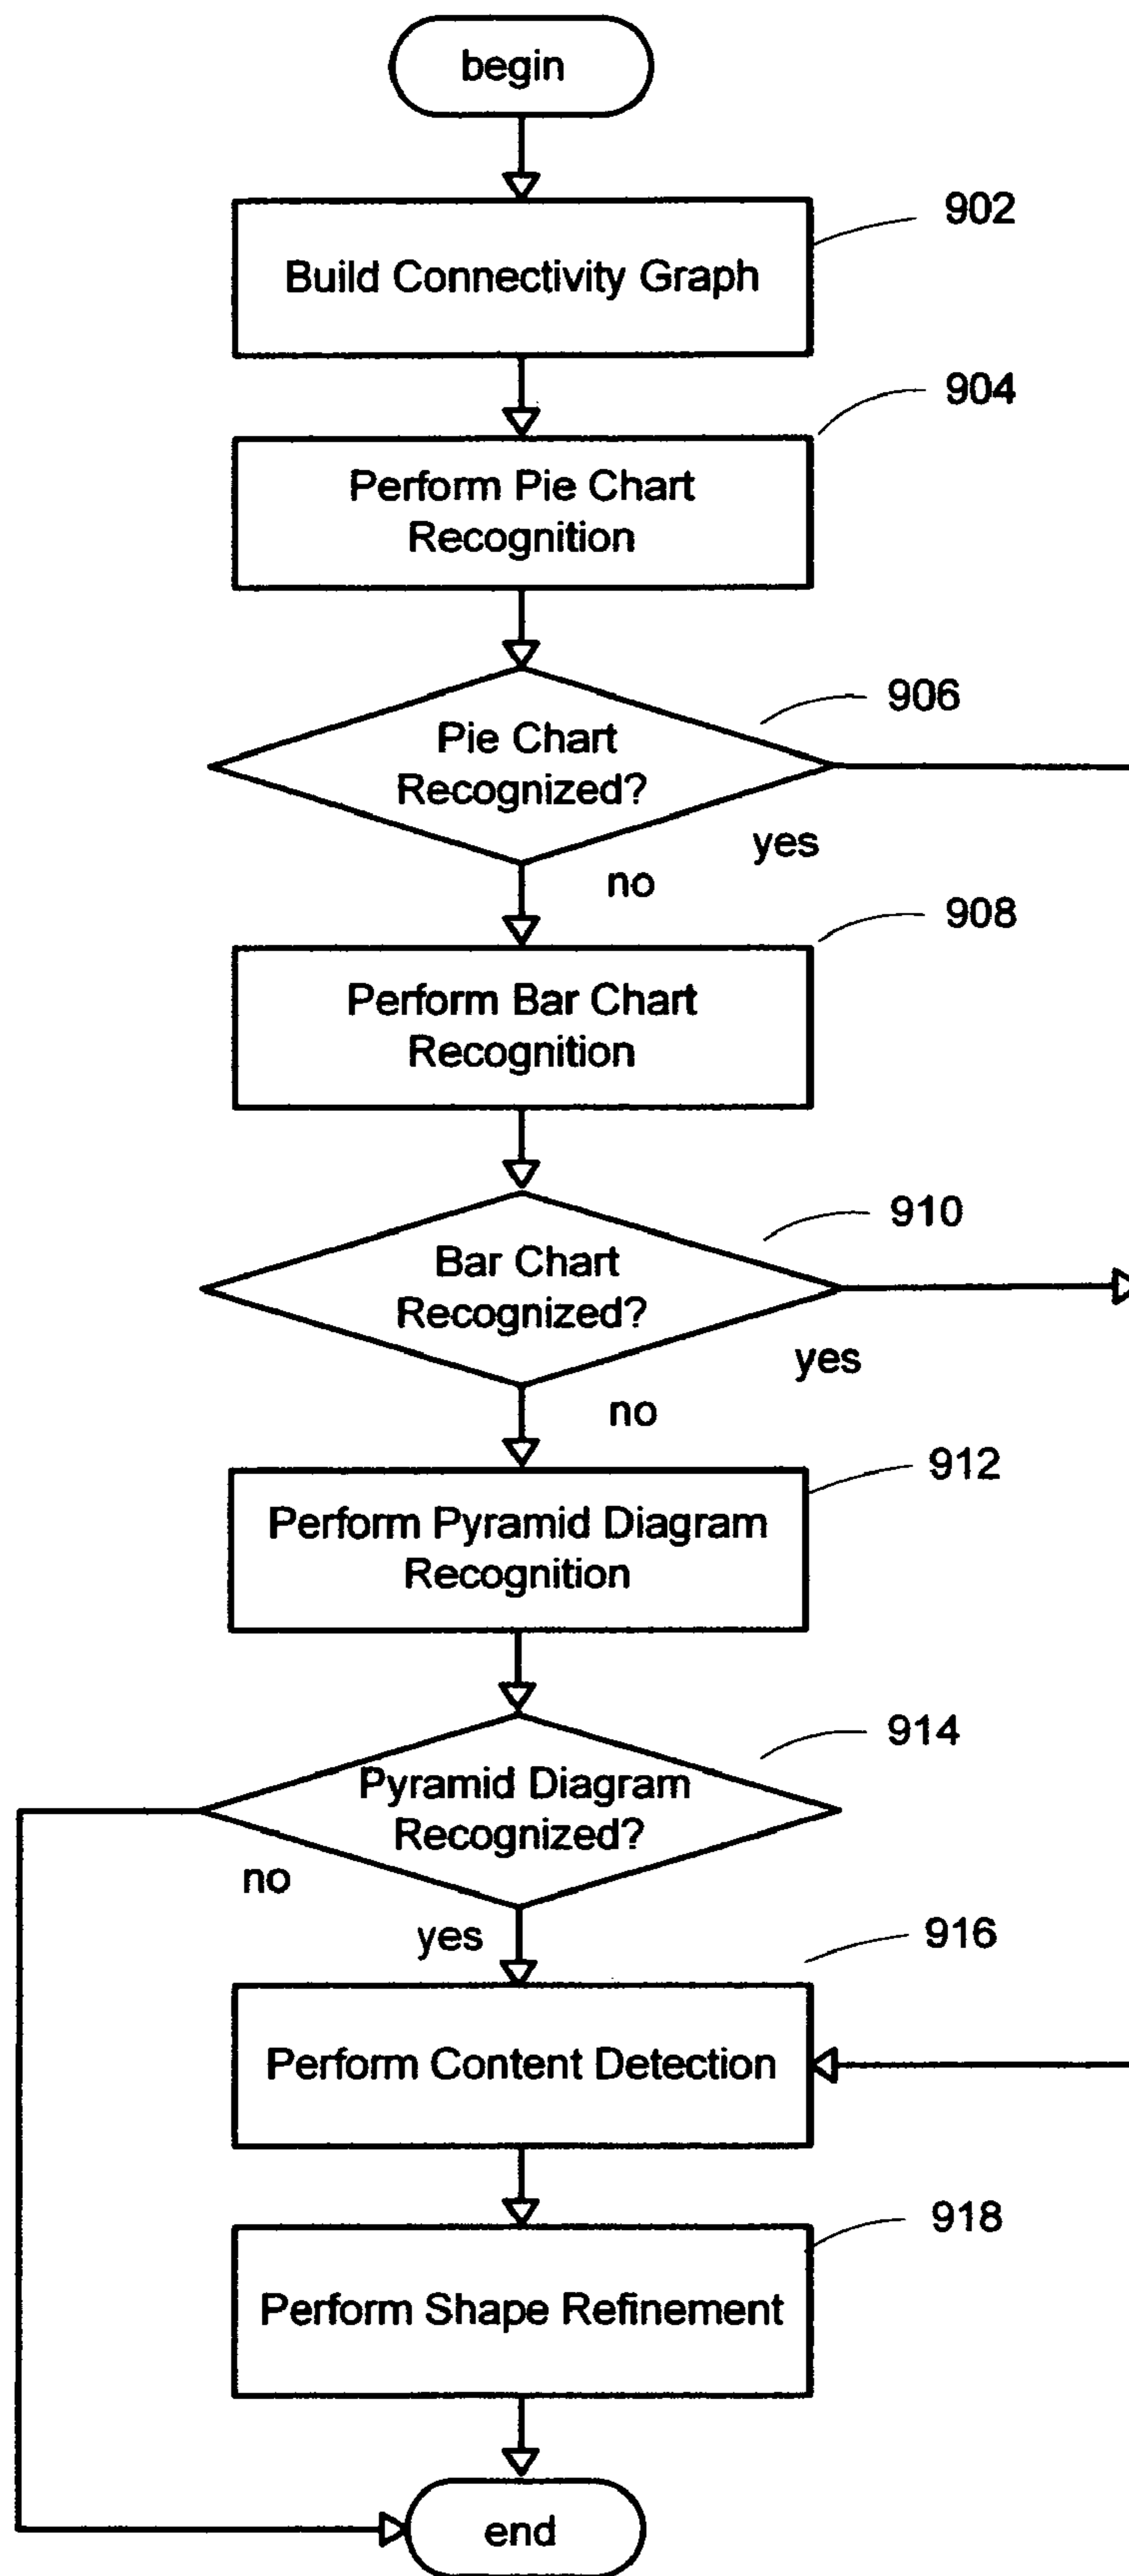 begin
902
Build Connectivity Graph
904
Perform Pie Chart
Recognition
906
Pie Chart
Recognized?
yes
no
908
Perform Bar Chart
Recognition
910
Bar Chart
Recognized?
yes
no
912
Perform Pyramid Diagram
Recognition
914
Pyramid Diagram
Recognized?
no
yes
916
Perform Content Detection
918
Perform Shape Refinement
end